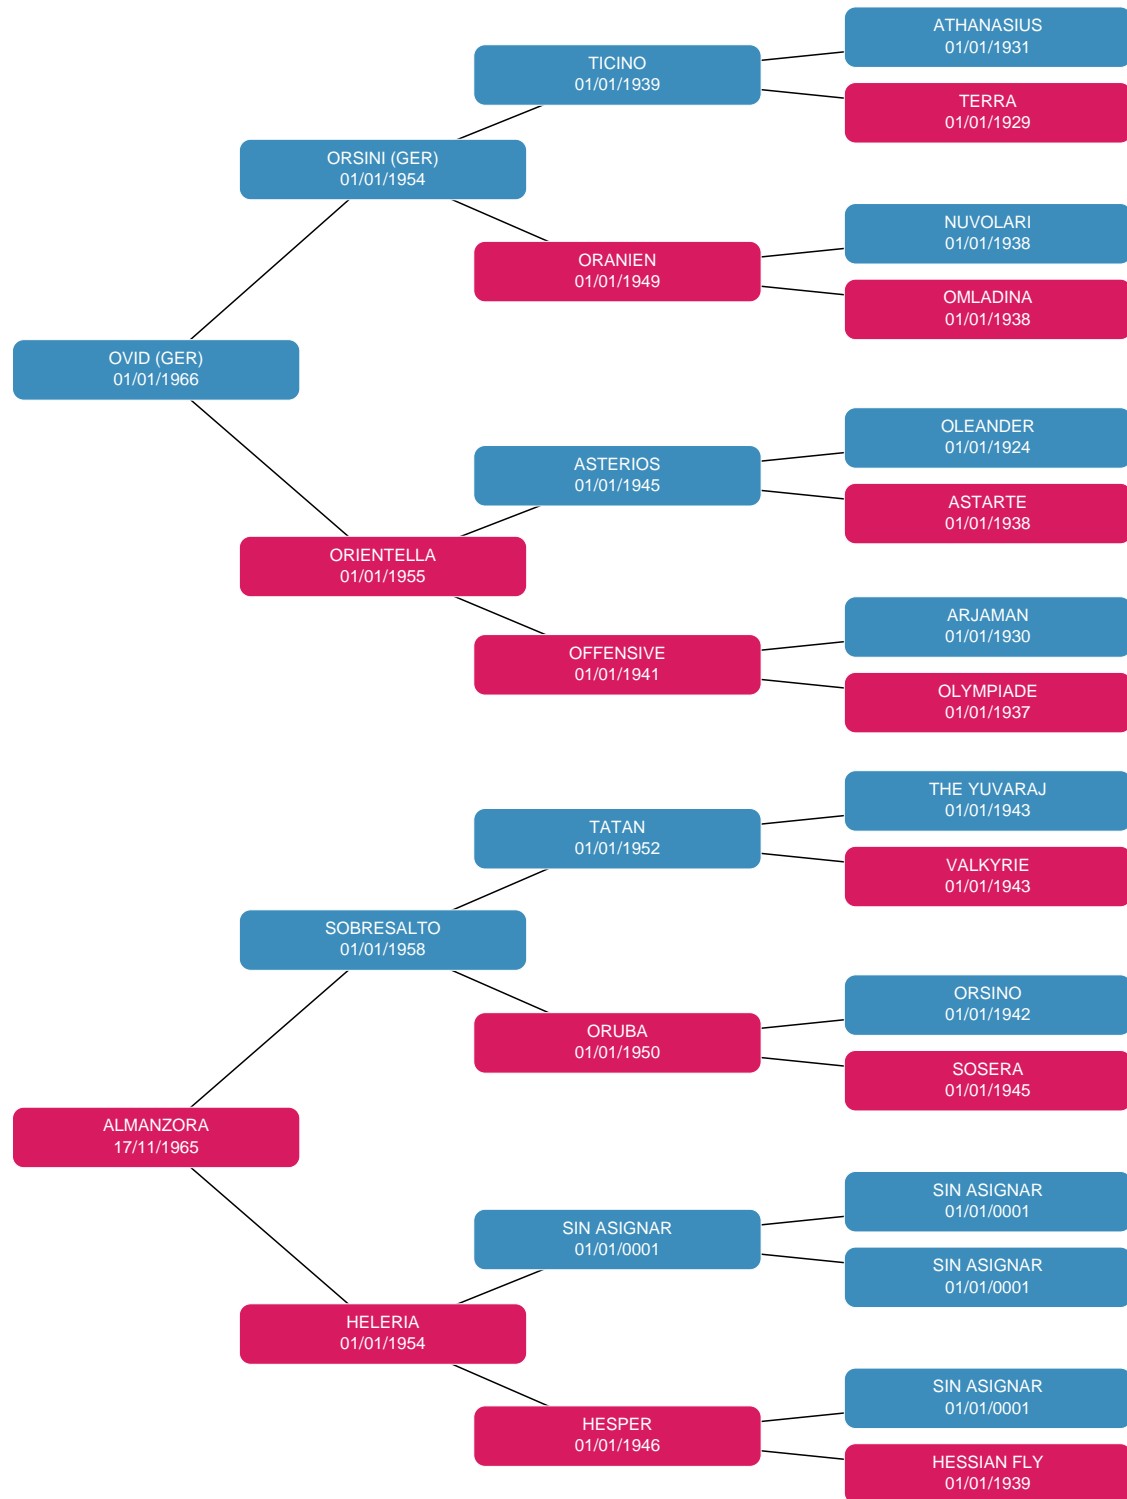 ATHANASIUS
01/01/1931
TICINO
01/01/1939
TERRA
01/01/1929
ORSINI (GER)
01/01/1954
NUVOLARI
01/01/1938
ORANIEN
01/01/1949
OMLADINA
01/01/1938
OVID (GER)
01/01/1966
OLEANDER
01/01/1924
ASTERIOS
01/01/1945
ASTARTE
01/01/1938
ORIENTELLA
01/01/1955
ARJAMAN
01/01/1930
OFFENSIVE
01/01/1941
OLYMPIADE
01/01/1937
THE YUVARAJ
01/01/1943
TATAN
01/01/1952
VALKYRIE
01/01/1943
SOBRESALTO
01/01/1958
ORSINO
01/01/1942
ORUBA
01/01/1950
SOSERA
01/01/1945
ALMANZORA
17/11/1965
SIN ASIGNAR
01/01/0001
SIN ASIGNAR
01/01/0001
SIN ASIGNAR
01/01/0001
HELERIA
01/01/1954
SIN ASIGNAR
01/01/0001
HESPER
01/01/1946
HESSIAN FLY
01/01/1939